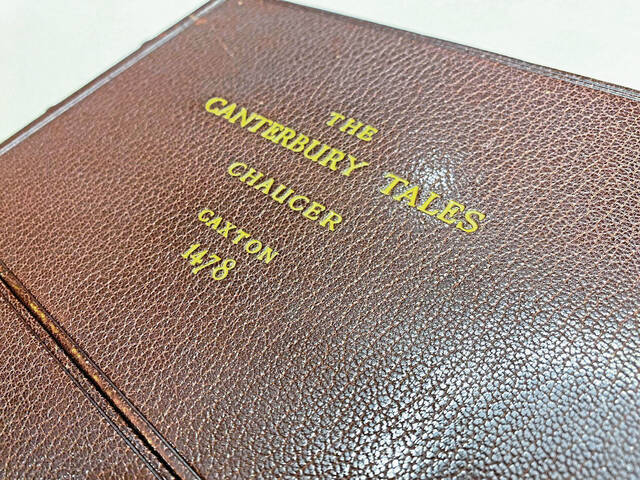 THE
CANTERBURY TALES
CHAUCER
CAXTON
1478